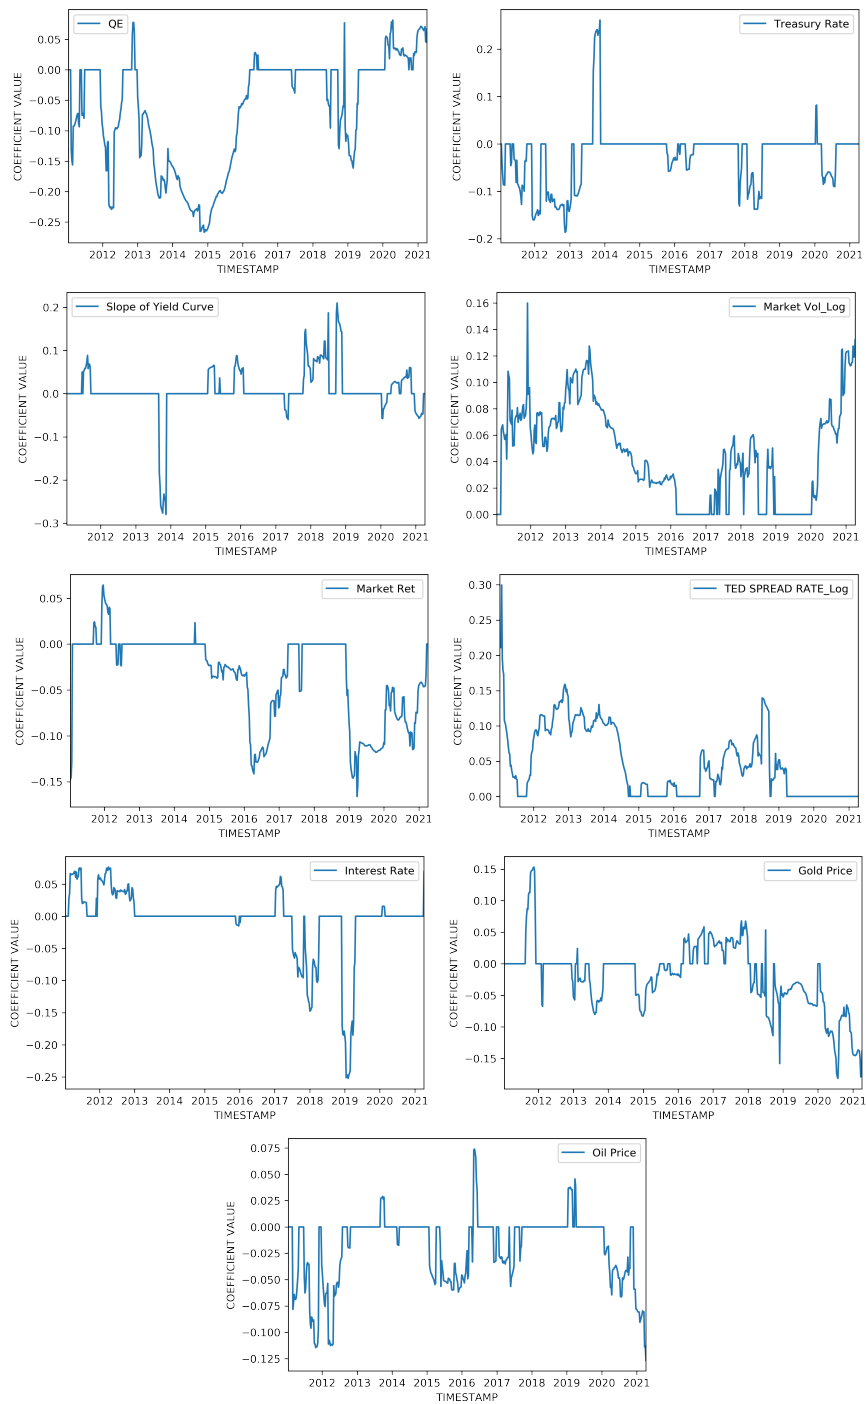 QE
0.05
0.00
−0.05
−0.10
−0.15
−0.20
−0.25
COEFFICIENT VALUE
2012 2013 2014 2015 2016 2017 2018 2019 2020 2021
TIMESTAMP
Treasury Rate
0.2
0.1
0.0
−0.1
−0.2
COEFFICIENT VALUE
2012 2013 2014 2015 2016 2017 2018 2019 2020 2021
TIMESTAMP
Slope of Yield Curve
0.2
0.1
0.0
−0.1
−0.2
−0.3
COEFFICIENT VALUE
2012 2013 2014 2015 2016 2017 2018 2019 2020 2021
TIMESTAMP
Market Vol_Log
0.16
0.14
0.12
0.10
0.08
0.06
0.04
0.02
0.00
COEFFICIENT VALUE
2012 2013 2014 2015 2016 2017 2018 2019 2020 2021
TIMESTAMP
Market Ret
0.05
0.00
−0.05
−0.10
−0.15
COEFFICIENT VALUE
2012 2013 2014 2015 2016 2017 2018 2019 2020 2021
TIMESTAMP
TED SPREAD RATE_Log
0.30
0.25
0.20
0.15
0.10
0.05
0.00
COEFFICIENT VALUE
2012 2013 2014 2015 2016 2017 2018 2019 2020 2021
TIMESTAMP
Interest Rate
0.05
0.00
−0.05
−0.10
−0.15
−0.20
−0.25
COEFFICIENT VALUE
2012 2013 2014 2015 2016 2017 2018 2019 2020 2021
TIMESTAMP
Gold Price
0.15
0.10
0.05
0.00
−0.05
−0.10
−0.15
COEFFICIENT VALUE
2012 2013 2014 2015 2016 2017 2018 2019 2020 2021
TIMESTAMP
Oil Price
0.075
0.050
0.025
0.000
−0.025
−0.050
−0.075
−0.100
−0.125
COEFFICIENT VALUE
2012 2013 2014 2015 2016 2017 2018 2019 2020 2021
TIMESTAMP